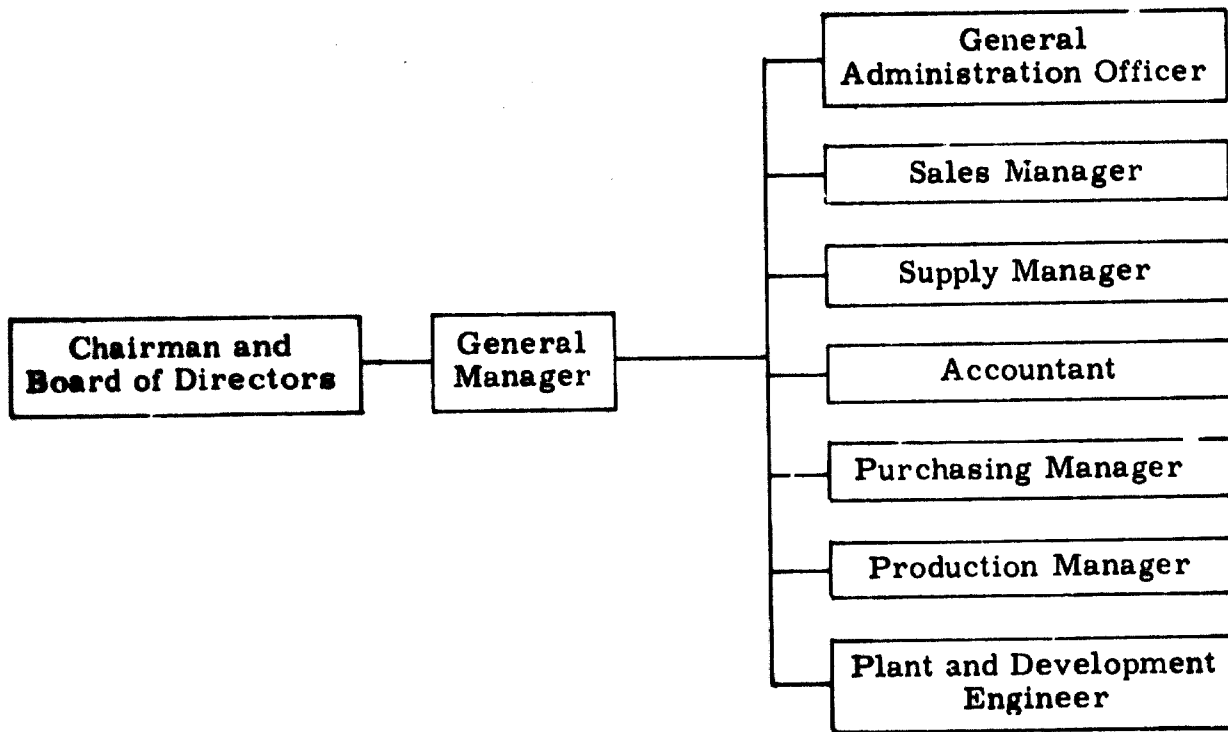 Chairman and
Board of Directors
General
Manager
General
Administration Officer
Sales Manager
Supply Manager
Accountant
Purchasing Manager
Production Manager
Plant and Development
Engineer